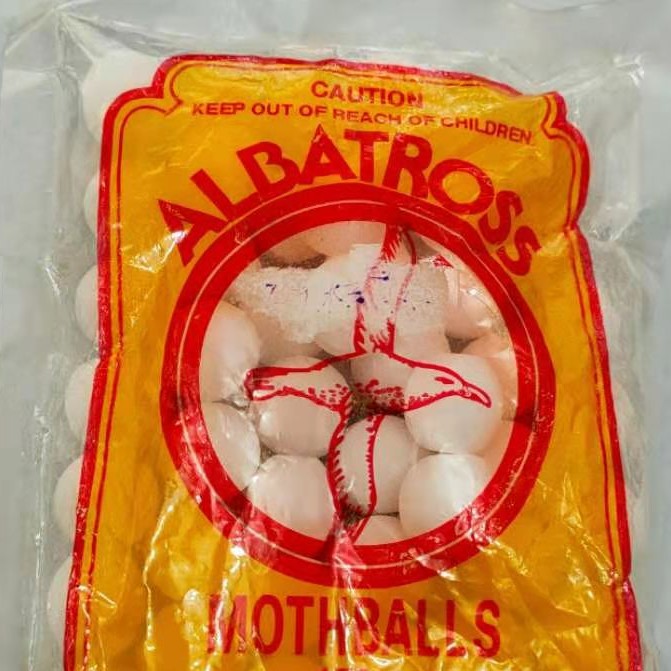 CAUTION
KEEP OUT OF REACH OF CHILDREN
ALBATROSS
MOTHBALLS